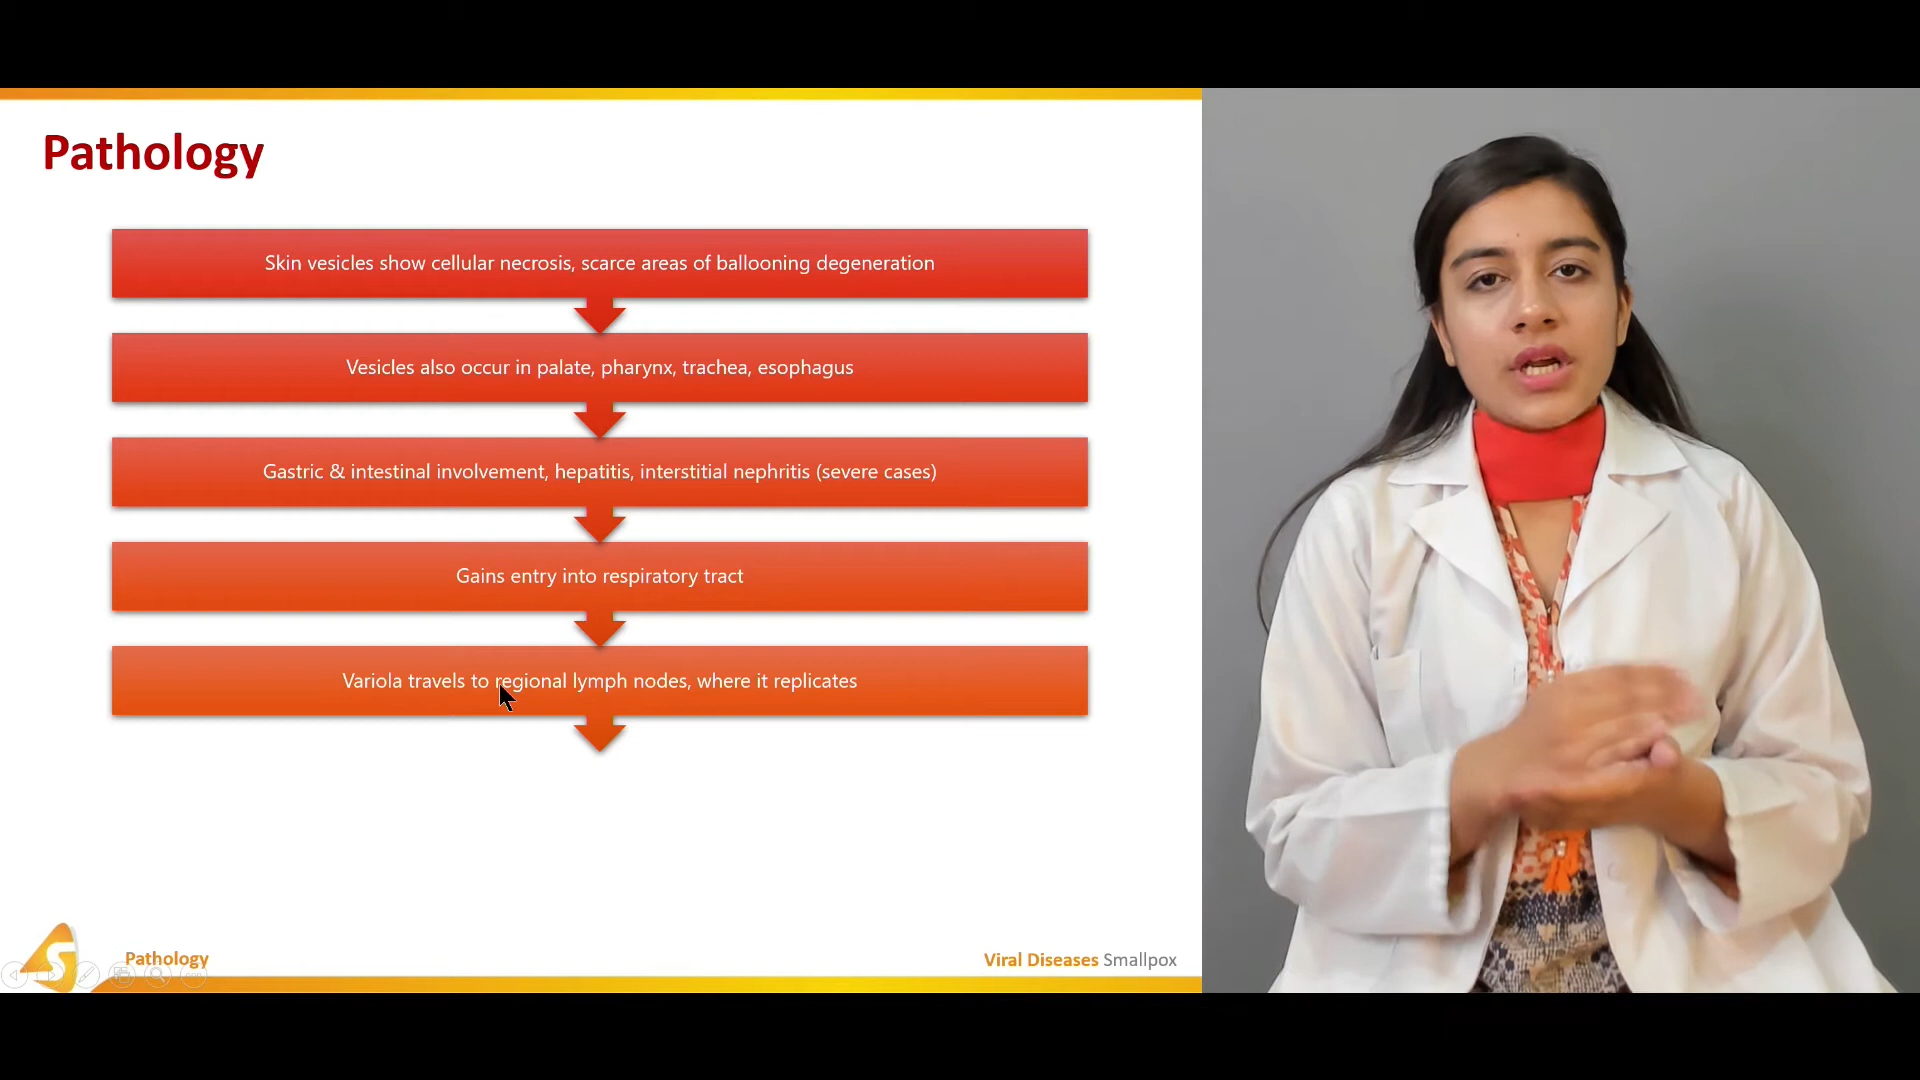 Pathology
Skin vesicles show cellular necrosis, scarce areas of ballooning degeneration
Vesicles also occur in palate, pharynx, trachea, esophagus
Gastric & intestinal involvement, hepatitis, interstitial nephritis (severe cases)
Gains entry into respiratory tract
Variola travels to regional lymph nodes, where it replicates
S
Pathology
Viral Diseases Smallpox